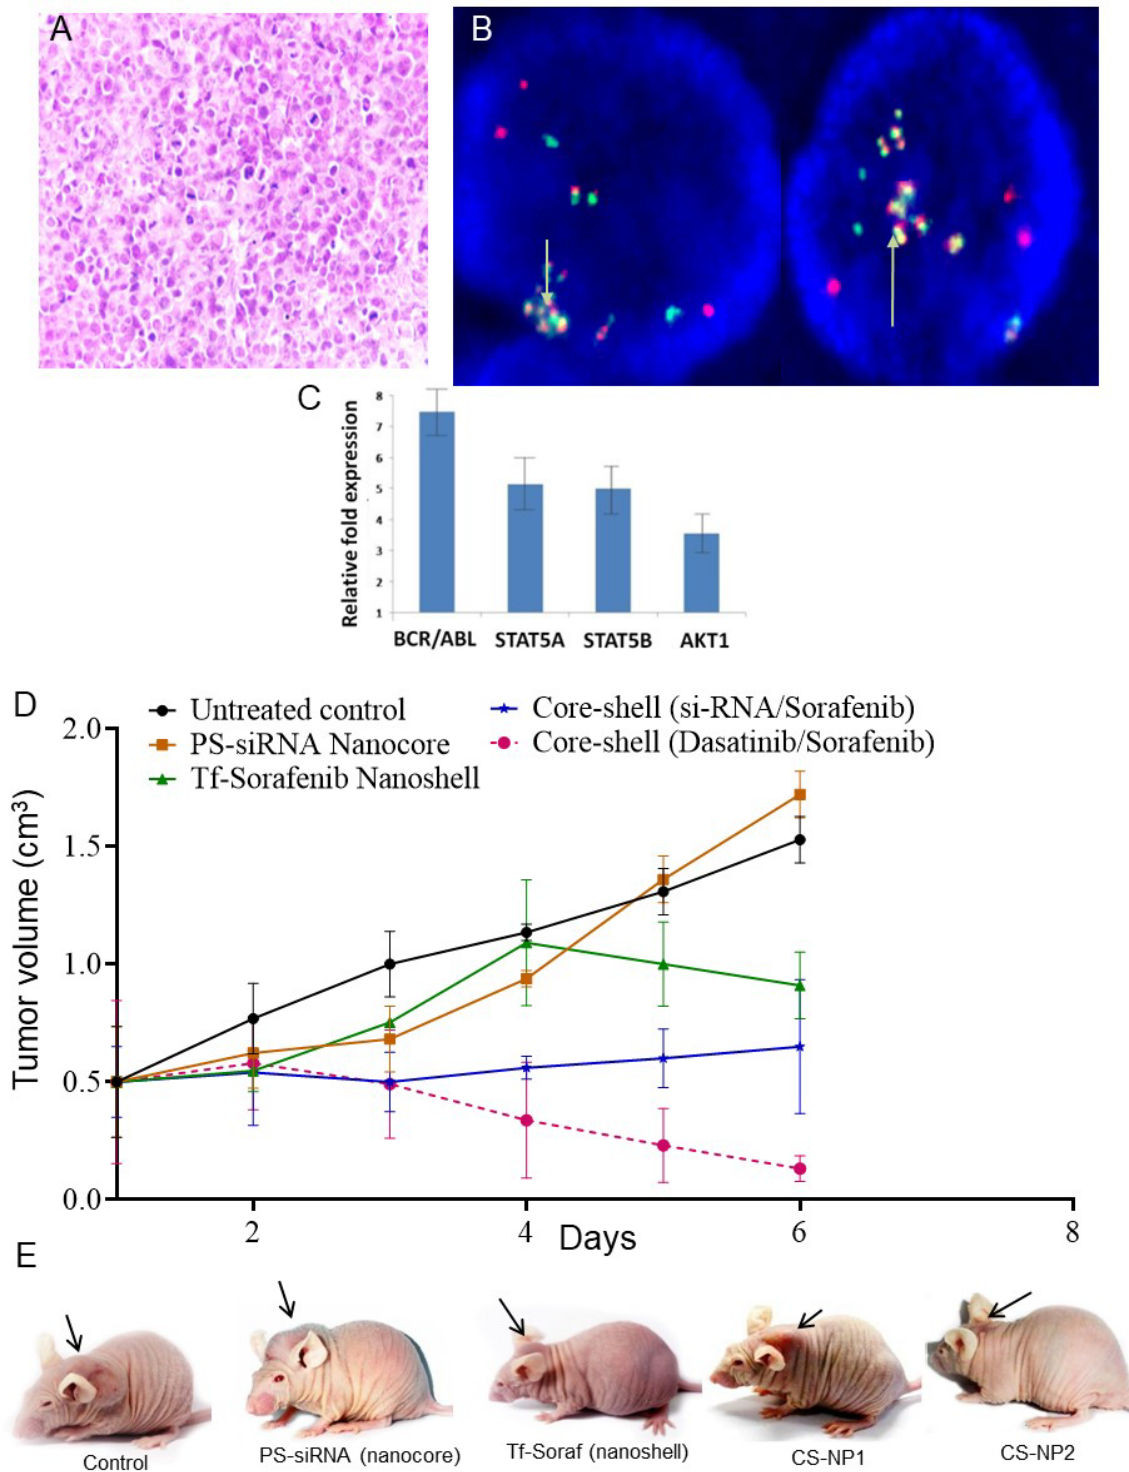 A
B
C
Relative fold expression
8
7
6
5
4
3
2
1
BCR/ABL STAT5A STAT5B AKT1
D
Untreated control
PS-siRNA Nanocore
Tf-Sorafenib Nanoshell
Core-shell (si-RNA/Sorafenib)
Core-shell (Dasatinib/Sorafenib)
Tumor volume (cm³)
2.0
1.5
1.0
0.5
0.0
2 4 6 8
Days
E
Control
PS-siRNA (nanocore)
Tf-Soraf (nanoshell)
CS-NP1
CS-NP2